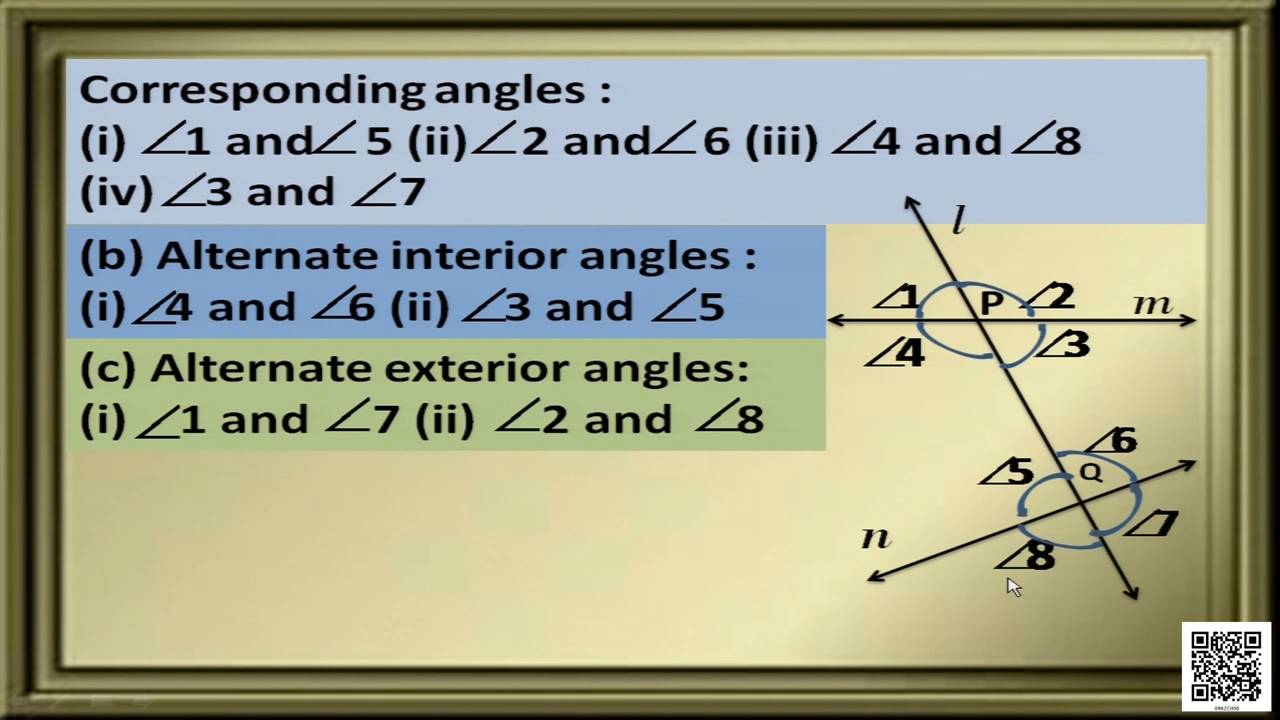 Corresponding angles :
(i) ∠1 and∠ 5 (ii)∠2 and∠6 (iii) ∠4 and ∠8
(iv) ∠3 and ∠7
(b) Alternate interior angles :
(i) ∠4 and ∠6 (ii) ∠3 and ∠5
(c) Alternate exterior angles:
(i) ∠1 and ∠7 (ii) ∠2 and ∠8
l
∠1 P ∠2 m
∠4 ∠3
∠6
∠5 Q
n ∠7
∠8
0962CH06